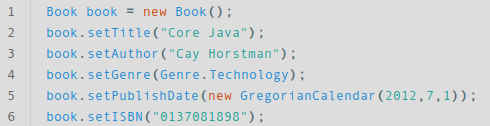 1 Book book = new Book();
2 book.setTitle("Core Java");
3 book.setAuthor("Cay Horstman");
4 book.setGenre(Genre.Technology);
5 book.setPublishDate(new GregorianCalendar(2012,7,1));
6 book.setISBN("0137081898");